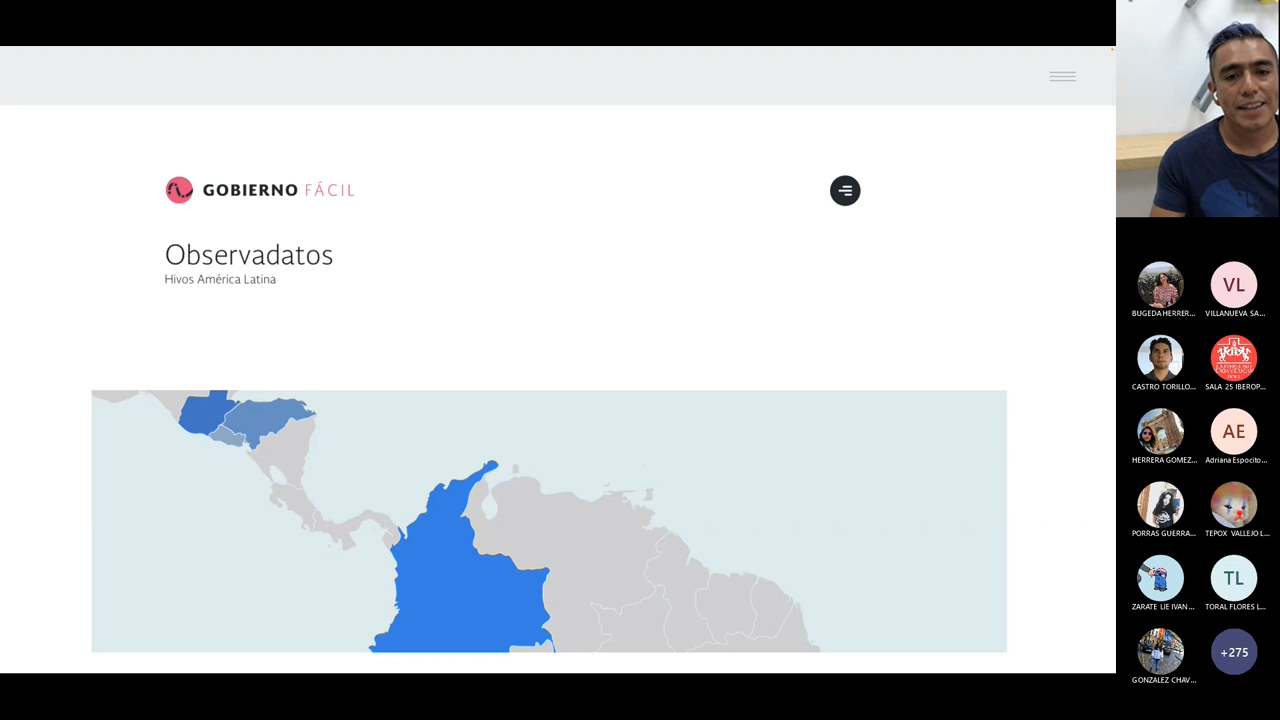 GOBIERNO FÁCIL
Observadatos
Hivos América Latina
BUGEDA HERRER...
VL
VILLANUEVA SA...
CASTRO TORILLO...
SALA 25 IBEROP...
HERRERA GOMEZ...
AE
Adriana Esposito...
PORRAS GUERRA...
TEPOX VALLEJO L...
ZARATE LIE IVAN ...
TL
TORAL FLORES L...
GONZALEZ CHAV...
+275